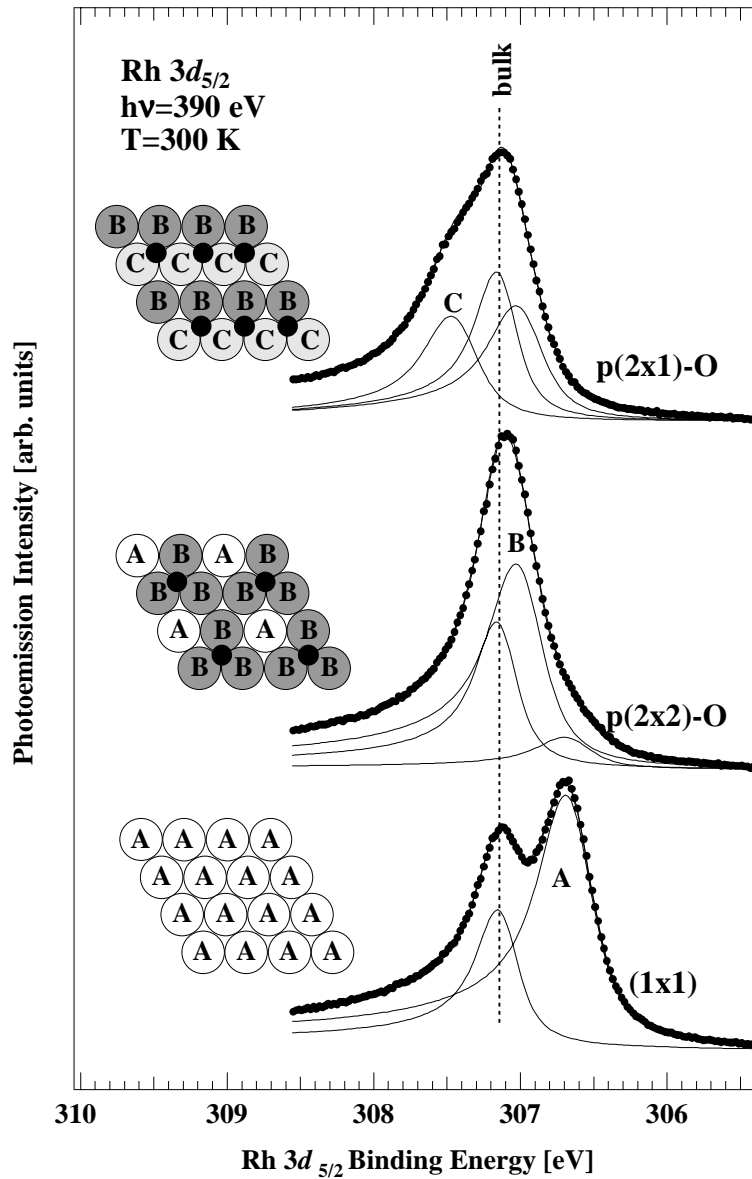 Rh 3d5/2
hν=390 eV
T=300 K
bulk
B B B B
C C C C
B B B B
C C C C
C
p(2x1)-O
A B A B
B B B B
A B A B
B B B B
B
p(2x2)-O
A A A A
A A A A
A A A A
A A A A
A
(1x1)
Photoemission Intensity [arb. units]
310 309 308 307 306
Rh 3d 5/2 Binding Energy [eV]